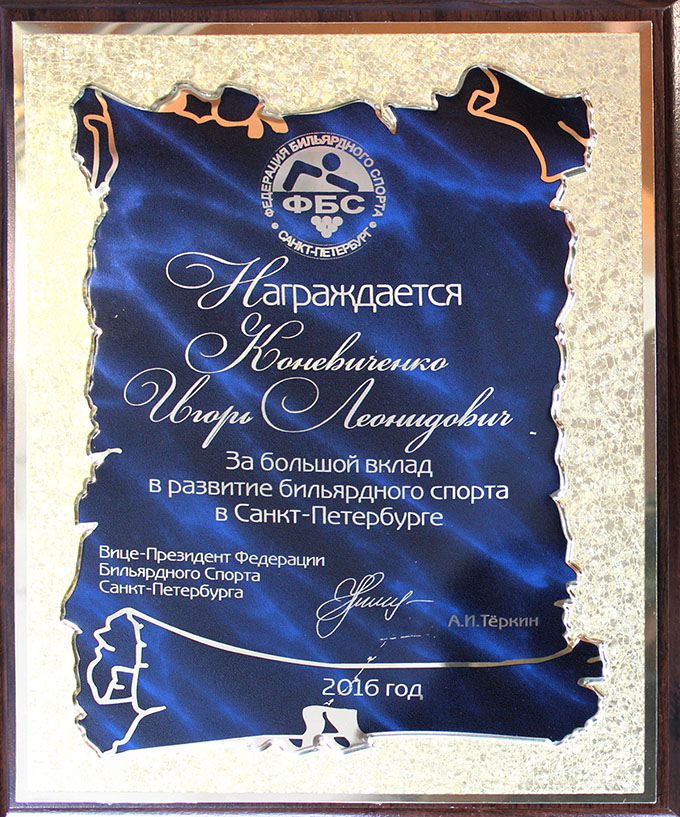 ФЕДЕРАЦИЯ БИЛЬЯРДНОГО СПОРТА
ФБС
• САНКТ-ПЕТЕРБУРГ •
Награждается
Коневиченко
Игорь Леонидович
За большой вклад
в развитие бильярдного спорта
в Санкт-Петербурге
Вице-Президент Федерации
Бильярдного Спорта
Санкт-Петербурга
А.И.Тёркин
2016 год